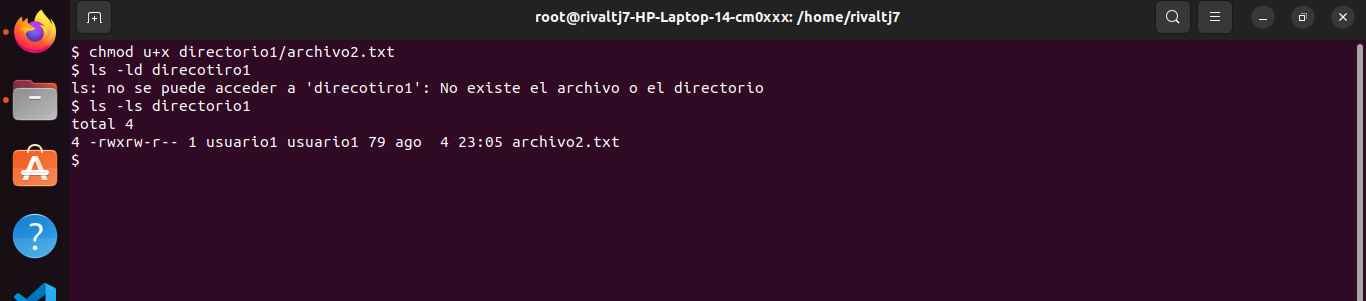 root@rivaltj7-HP-Laptop-14-cm0xxx: /home/rivaltj7
$ chmod u+x directorio1/archivo2.txt
$ ls -ld direcotiro1
ls: no se puede acceder a 'direcotiro1': No existe el archivo o el directorio
$ ls -ls directorio1
total 4
4 -rwxrw-r-- 1 usuario1 usuario1 79 ago  4 23:05 archivo2.txt
$